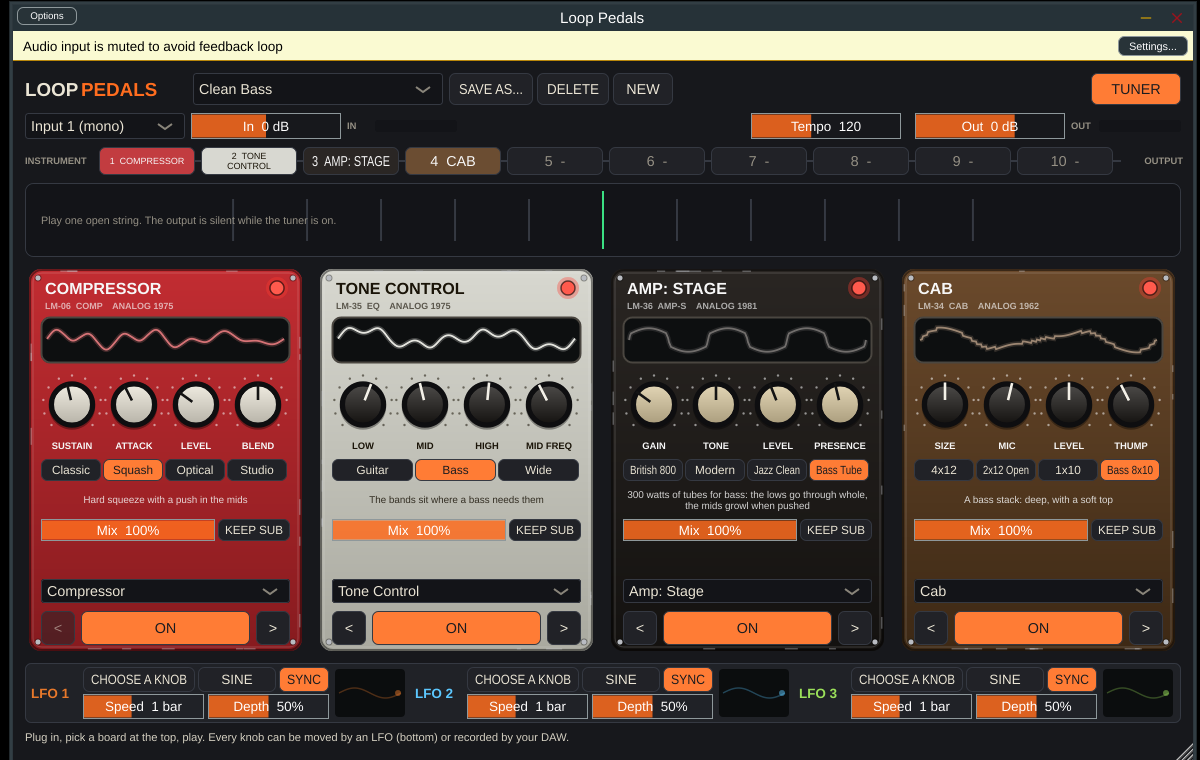 Options
Loop Pedals
Audio input is muted to avoid feedback loop
Settings...
LOOP PEDALS
Clean Bass
SAVE AS...
DELETE
NEW
TUNER
Input 1 (mono)
In 0 dB
IN
Tempo 120
Out 0 dB
OUT
INSTRUMENT
1 COMPRESSOR
2 TONE
CONTROL
3 AMP: STAGE
4 CAB
5 -
6 -
7 -
8 -
9 -
10 -
OUTPUT
Play one open string. The output is silent while the tuner is on.
COMPRESSOR
LM-06 COMP ANALOG 1975
SUSTAIN ATTACK LEVEL BLEND
Classic Squash Optical Studio
Hard squeeze with a push in the mids
Mix 100%
KEEP SUB
Compressor
< ON >
TONE CONTROL
LM-35 EQ ANALOG 1975
LOW MID HIGH MID FREQ
Guitar Bass Wide
The bands sit where a bass needs them
Mix 100%
KEEP SUB
Tone Control
< ON >
AMP: STAGE
LM-36 AMP-S ANALOG 1981
GAIN TONE LEVEL PRESENCE
British 800 Modern Jazz Clean Bass Tube
300 watts of tubes for bass: the lows go through whole,
the mids growl when pushed
Mix 100%
KEEP SUB
Amp: Stage
< ON >
CAB
LM-34 CAB ANALOG 1962
SIZE MIC LEVEL THUMP
4x12 2x12 Open 1x10 Bass 8x10
A bass stack: deep, with a soft top
Mix 100%
KEEP SUB
Cab
< ON >
LFO 1
CHOOSE A KNOB SINE SYNC
Speed 1 bar Depth 50%
LFO 2
CHOOSE A KNOB SINE SYNC
Speed 1 bar Depth 50%
LFO 3
CHOOSE A KNOB SINE SYNC
Speed 1 bar Depth 50%
Plug in, pick a board at the top, play. Every knob can be moved by an LFO (bottom) or recorded by your DAW.